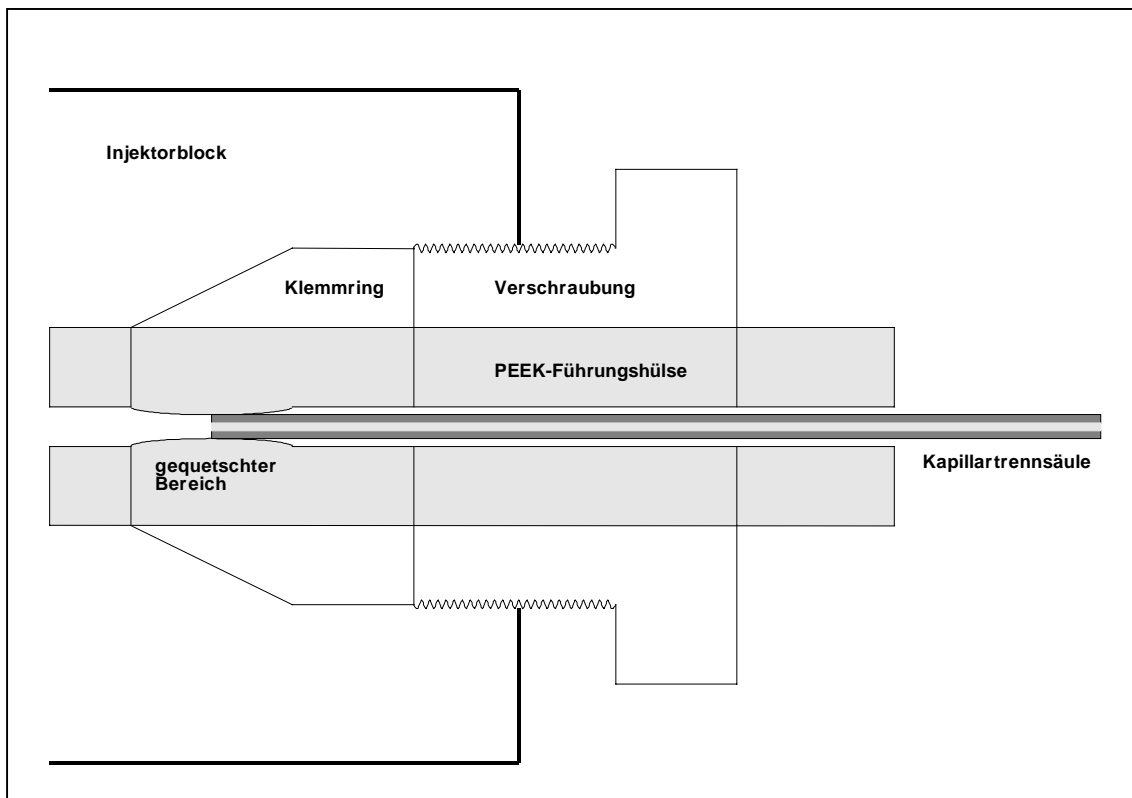 Injektorblock
Klemmring
Verschraubung
PEEK-Führungshülse
gequetschter
Bereich
Kapillartrennsäule